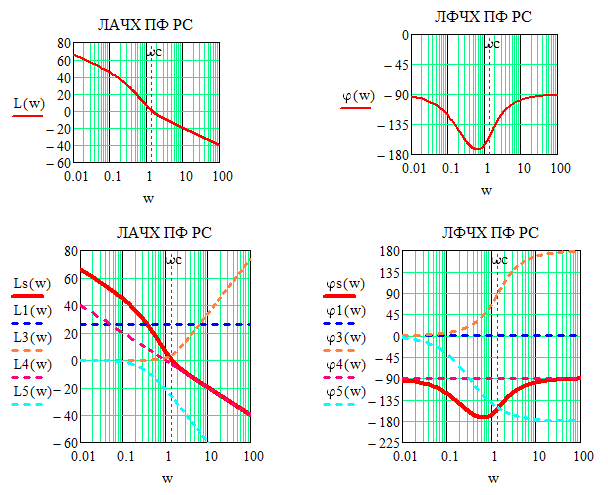 ЛАЧХ ПФ РС
80
60
40
20
0
−20
−40
−60
L(w)
ωc
0.01 0.1 1 10 100
w
ЛФЧХ ПФ РС
0
−45
−90
−135
−180
φ(w)
ωc
0.01 0.1 1 10 100
w
ЛАЧХ ПФ РС
80
60
40
20
0
−20
−40
−60
Ls(w)
L1(w)
L3(w)
L4(w)
L5(w)
ωc
0.01 0.1 1 10 100
w
ЛФЧХ ПФ РС
180
135
90
45
0
−45
−90
−135
−180
−225
φs(w)
φ1(w)
φ3(w)
φ4(w)
φ5(w)
ωc
0.01 0.1 1 10 100
w